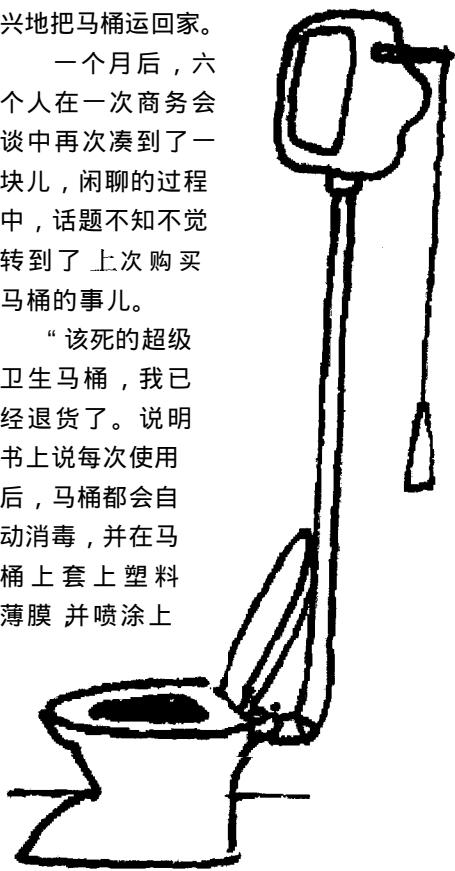 兴地把马桶运回家。
一个月后，六
个人在一次商务会
谈中再次凑到了一
块儿，闲聊的过程
中，话题不知不觉
转到了上次购买
马桶的事儿。
“该死的超级
卫生马桶，我已
经退货了。说明
书上说每次使用
后，马桶都会自
动消毒，并在马
桶上套上塑料
薄膜，并喷涂上